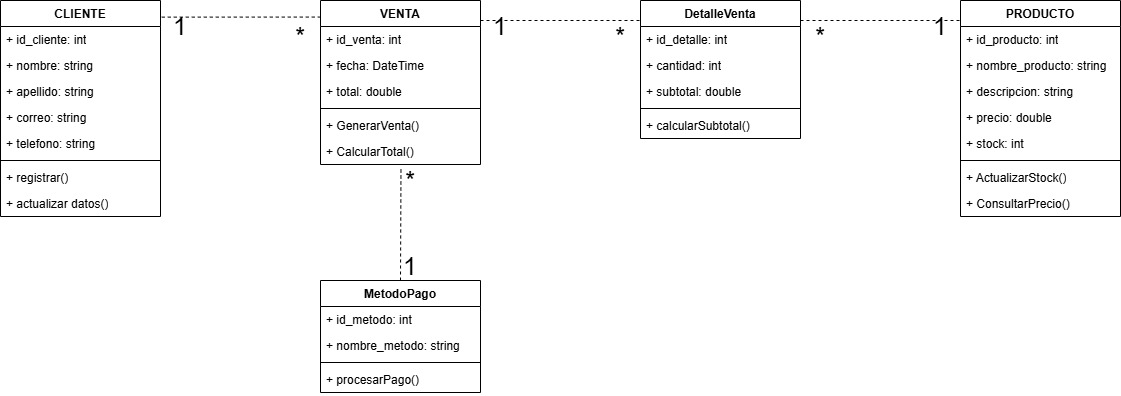 CLIENTE
+ id_cliente: int
+ nombre: string
+ apellido: string
+ correo: string
+ telefono: string
+ registrar()
+ actualizar datos()
1
*
VENTA
+ id_venta: int
+ fecha: DateTime
+ total: double
+ GenerarVenta()
+ CalcularTotal()
1
*
DetalleVenta
+ id_detalle: int
+ cantidad: int
+ subtotal: double
+ calcularSubtotal()
*
1
PRODUCTO
+ id_producto: int
+ nombre_producto: string
+ descripcion: string
+ precio: double
+ stock: int
+ ActualizarStock()
+ ConsultarPrecio()
*
1
MetodoPago
+ id_metodo: int
+ nombre_metodo: string
+ procesarPago()